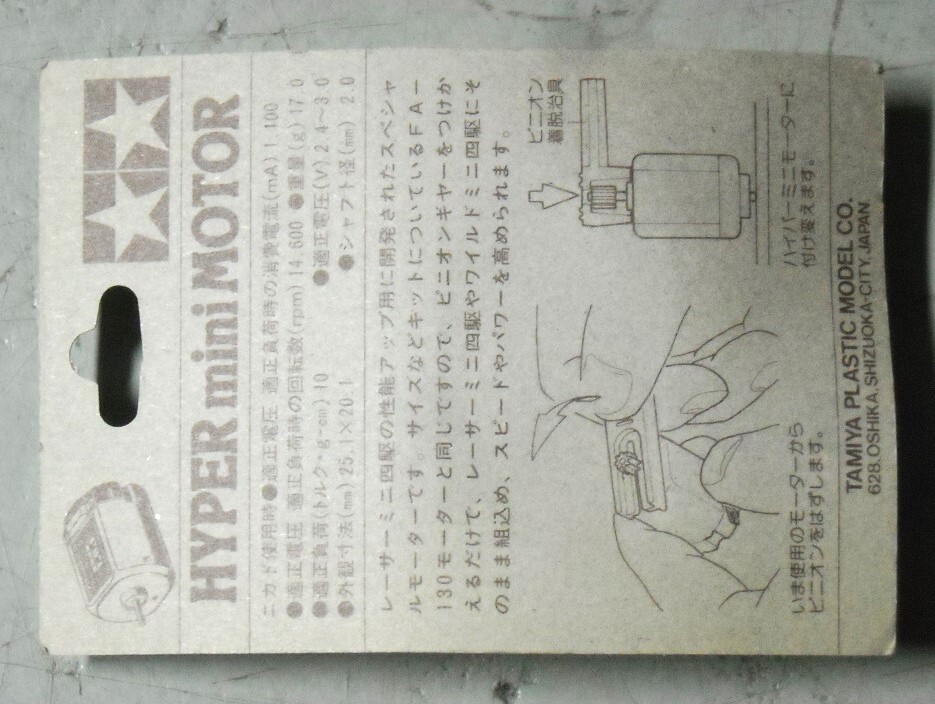 HYPER mini MOTOR
ニカド使用時●適正電圧 適正負荷時の消費電流(mA)1,100
●適正電圧 適正負荷時の回転数(rpm)14,600●重量(g)17.0
●適正負荷(トルク・g・cm)10 ●適正電圧(V)2.4〜3.0
●外観寸法(mm)25.1×20.1 ●シャフト径(mm)2.0
レーサーミニ四駆の性能アップ用に開発されたスペシャ
ルモーターです。サイズなどキットについているFA-
130モーターと同じですので、ピニオンギヤーをつけか
えるだけで、レーサーミニ四駆やワイルドミニ四駆にそ
のまま組込め、スピードやパワーを高められます。
ピニオン
着脱治具
いま使用のモーターから
ピニオンをはずします。
ハイパーミニモーターに
付け変えます。
TAMIYA PLASTIC MODEL CO.
628,OSHIKA,SHIZUOKA-CITY,JAPAN.